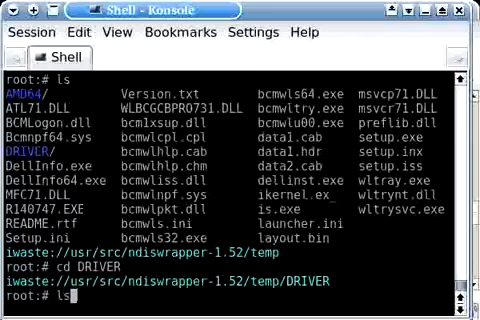 Shell - Konsole
Session Edit View Bookmarks Settings Help
Shell
root:# ls
AMD64/ Version.txt bcmwls64.exe msvcp71.DLL
ATL71.DLL WLBGCGBPRO731.DLL bcmwltry.exe msvcr71.DLL
BCMLogon.dll bcm1xsup.dll bcmwlu00.exe preflib.dll
Bcmnpf64.sys bcmwlcpl.cpl data1.cab setup.exe
DRIVER/ bcmwlhlp.cab data1.hdr setup.inx
DellInfo.exe bcmwlhlp.chm data2.cab setup.iss
DellInfo64.exe bcmwliss.dll dellinst.exe wltray.exe
MFC71.DLL bcmwlnpf.sys ikernel.ex_ wltrynt.dll
R140747.EXE bcmwlpkt.dll is.exe wltrysvc.exe
README.rtf bcmwls.ini launcher.ini
Setup.ini bcmwls32.exe layout.bin
iwaste://usr/src/ndiswrapper-1.52/temp
root:# cd DRIVER
iwaste://usr/src/ndiswrapper-1.52/temp/DRIVER
root:# ls